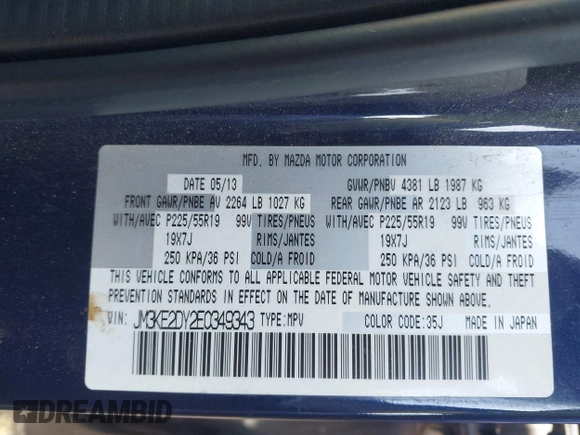 MFD. BY MAZDA MOTOR CORPORATION
DATE 05/13 GVWR/PNBV 4381 LB 1987 KG
FRONT GAWR/PNBE AV 2264 LB 1027 KG REAR GAWR/PNBE AR 2123 LB 963 KG
WITH/AVEC P225/55R19 99V TIRES/PNEUS WITH/AVEC P225/55R19 99V TIRES/PNEUS
19X7J RIMS/JANTES 19X7J RIMS/JANTES
250 KPA/36 PSI COLD/A FROID 250 KPA/36 PSI COLD/A FROID
THIS VEHICLE CONFORMS TO ALL APPLICABLE FEDERAL MOTOR VEHICLE SAFETY AND THEFT
PREVENTION STANDARDS IN EFFECT ON THE DATE OF MANUFACTURE SHOWN ABOVE.
VIN: JM3KE2DY2E0349343 TYPE:MPV COLOR CODE:35J MADE IN JAPAN
DREAMBID